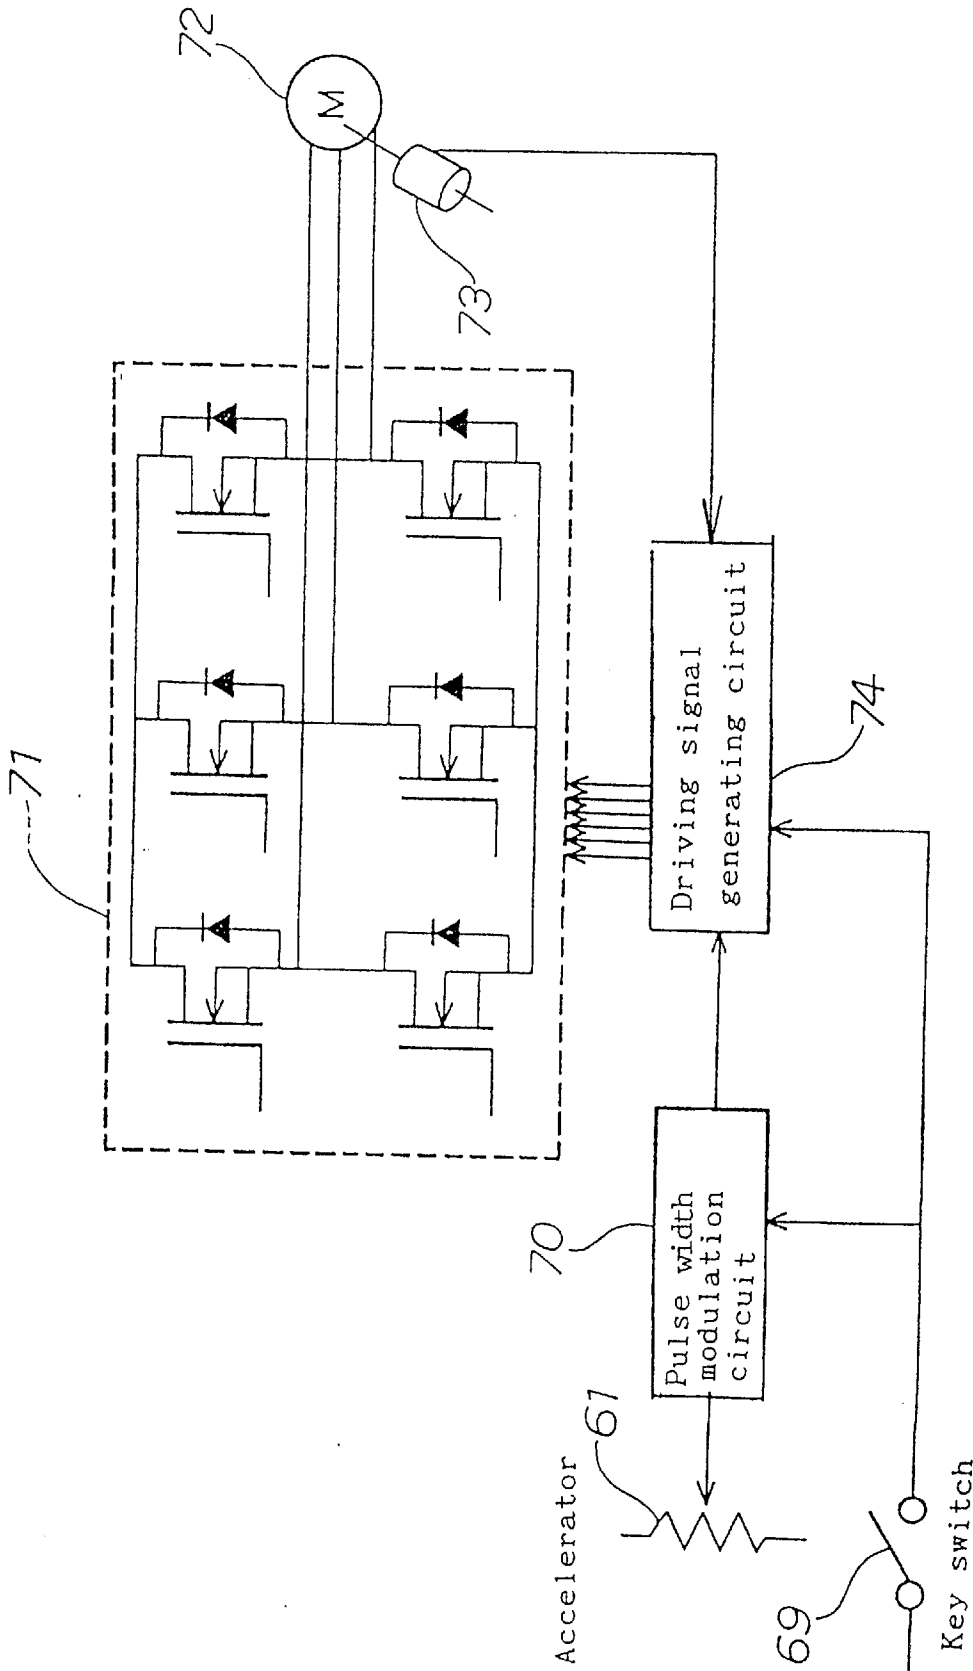 71
72
M
73
Accelerator
61
70
Pulse width
modulation
circuit
Driving signal
generating circuit
74
69
Key switch